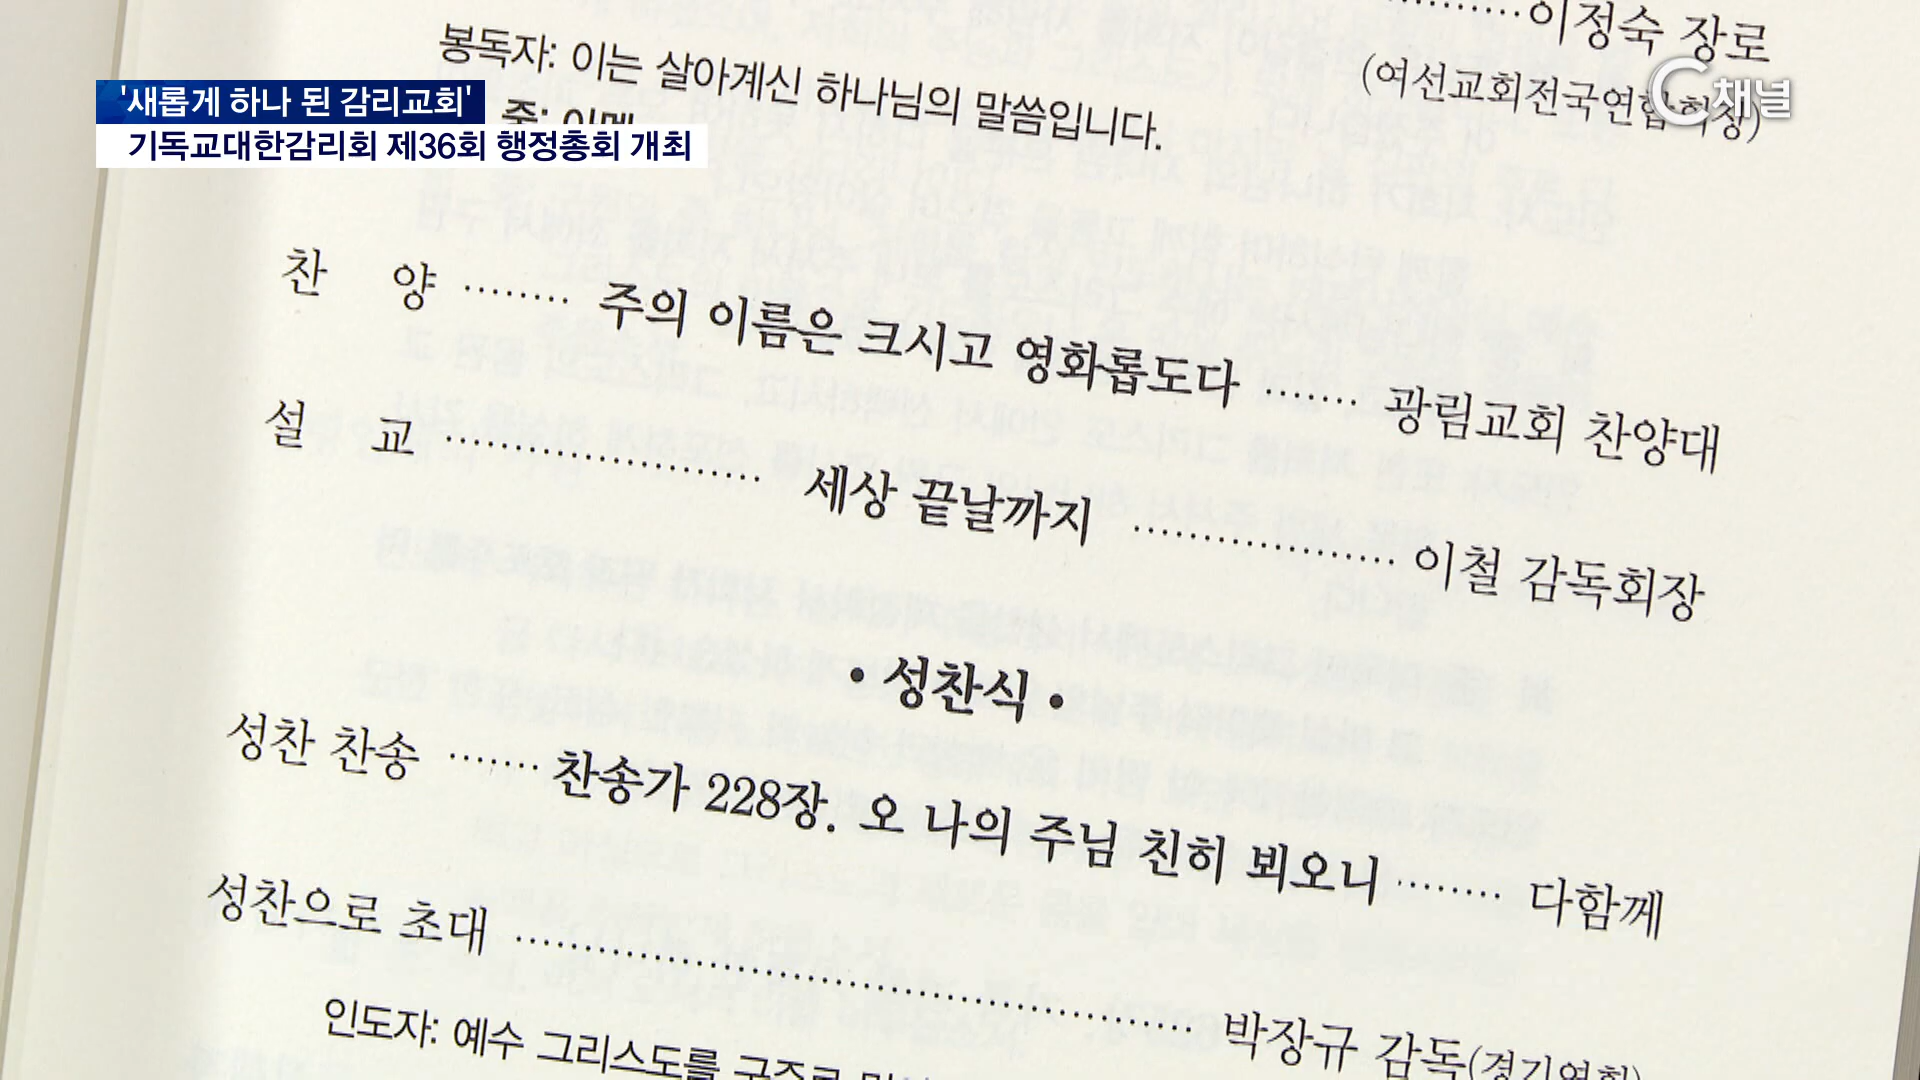 이정숙 장로
(여선교회전국연합회장)
C채널
봉독자: 이는 살아계신 하나님의 말씀입니다.
'새롭게 하나 된 감리교회'
기독교대한감리회 제36회 행정총회 개최
찬 양 ········ 주의 이름은 크시고 영화롭도다 ······· 광림교회 찬양대
설 교 ······················· 세상 끝날까지 ··················· 이철 감독회장
• 성찬식 •
성찬 찬송 ······· 찬송가 228장. 오 나의 주님 친히 뵈오니 ········ 다함께
성찬으로 초대 ················································· 박장규 감독(경기연회)
인도자: 예수 그리스도를